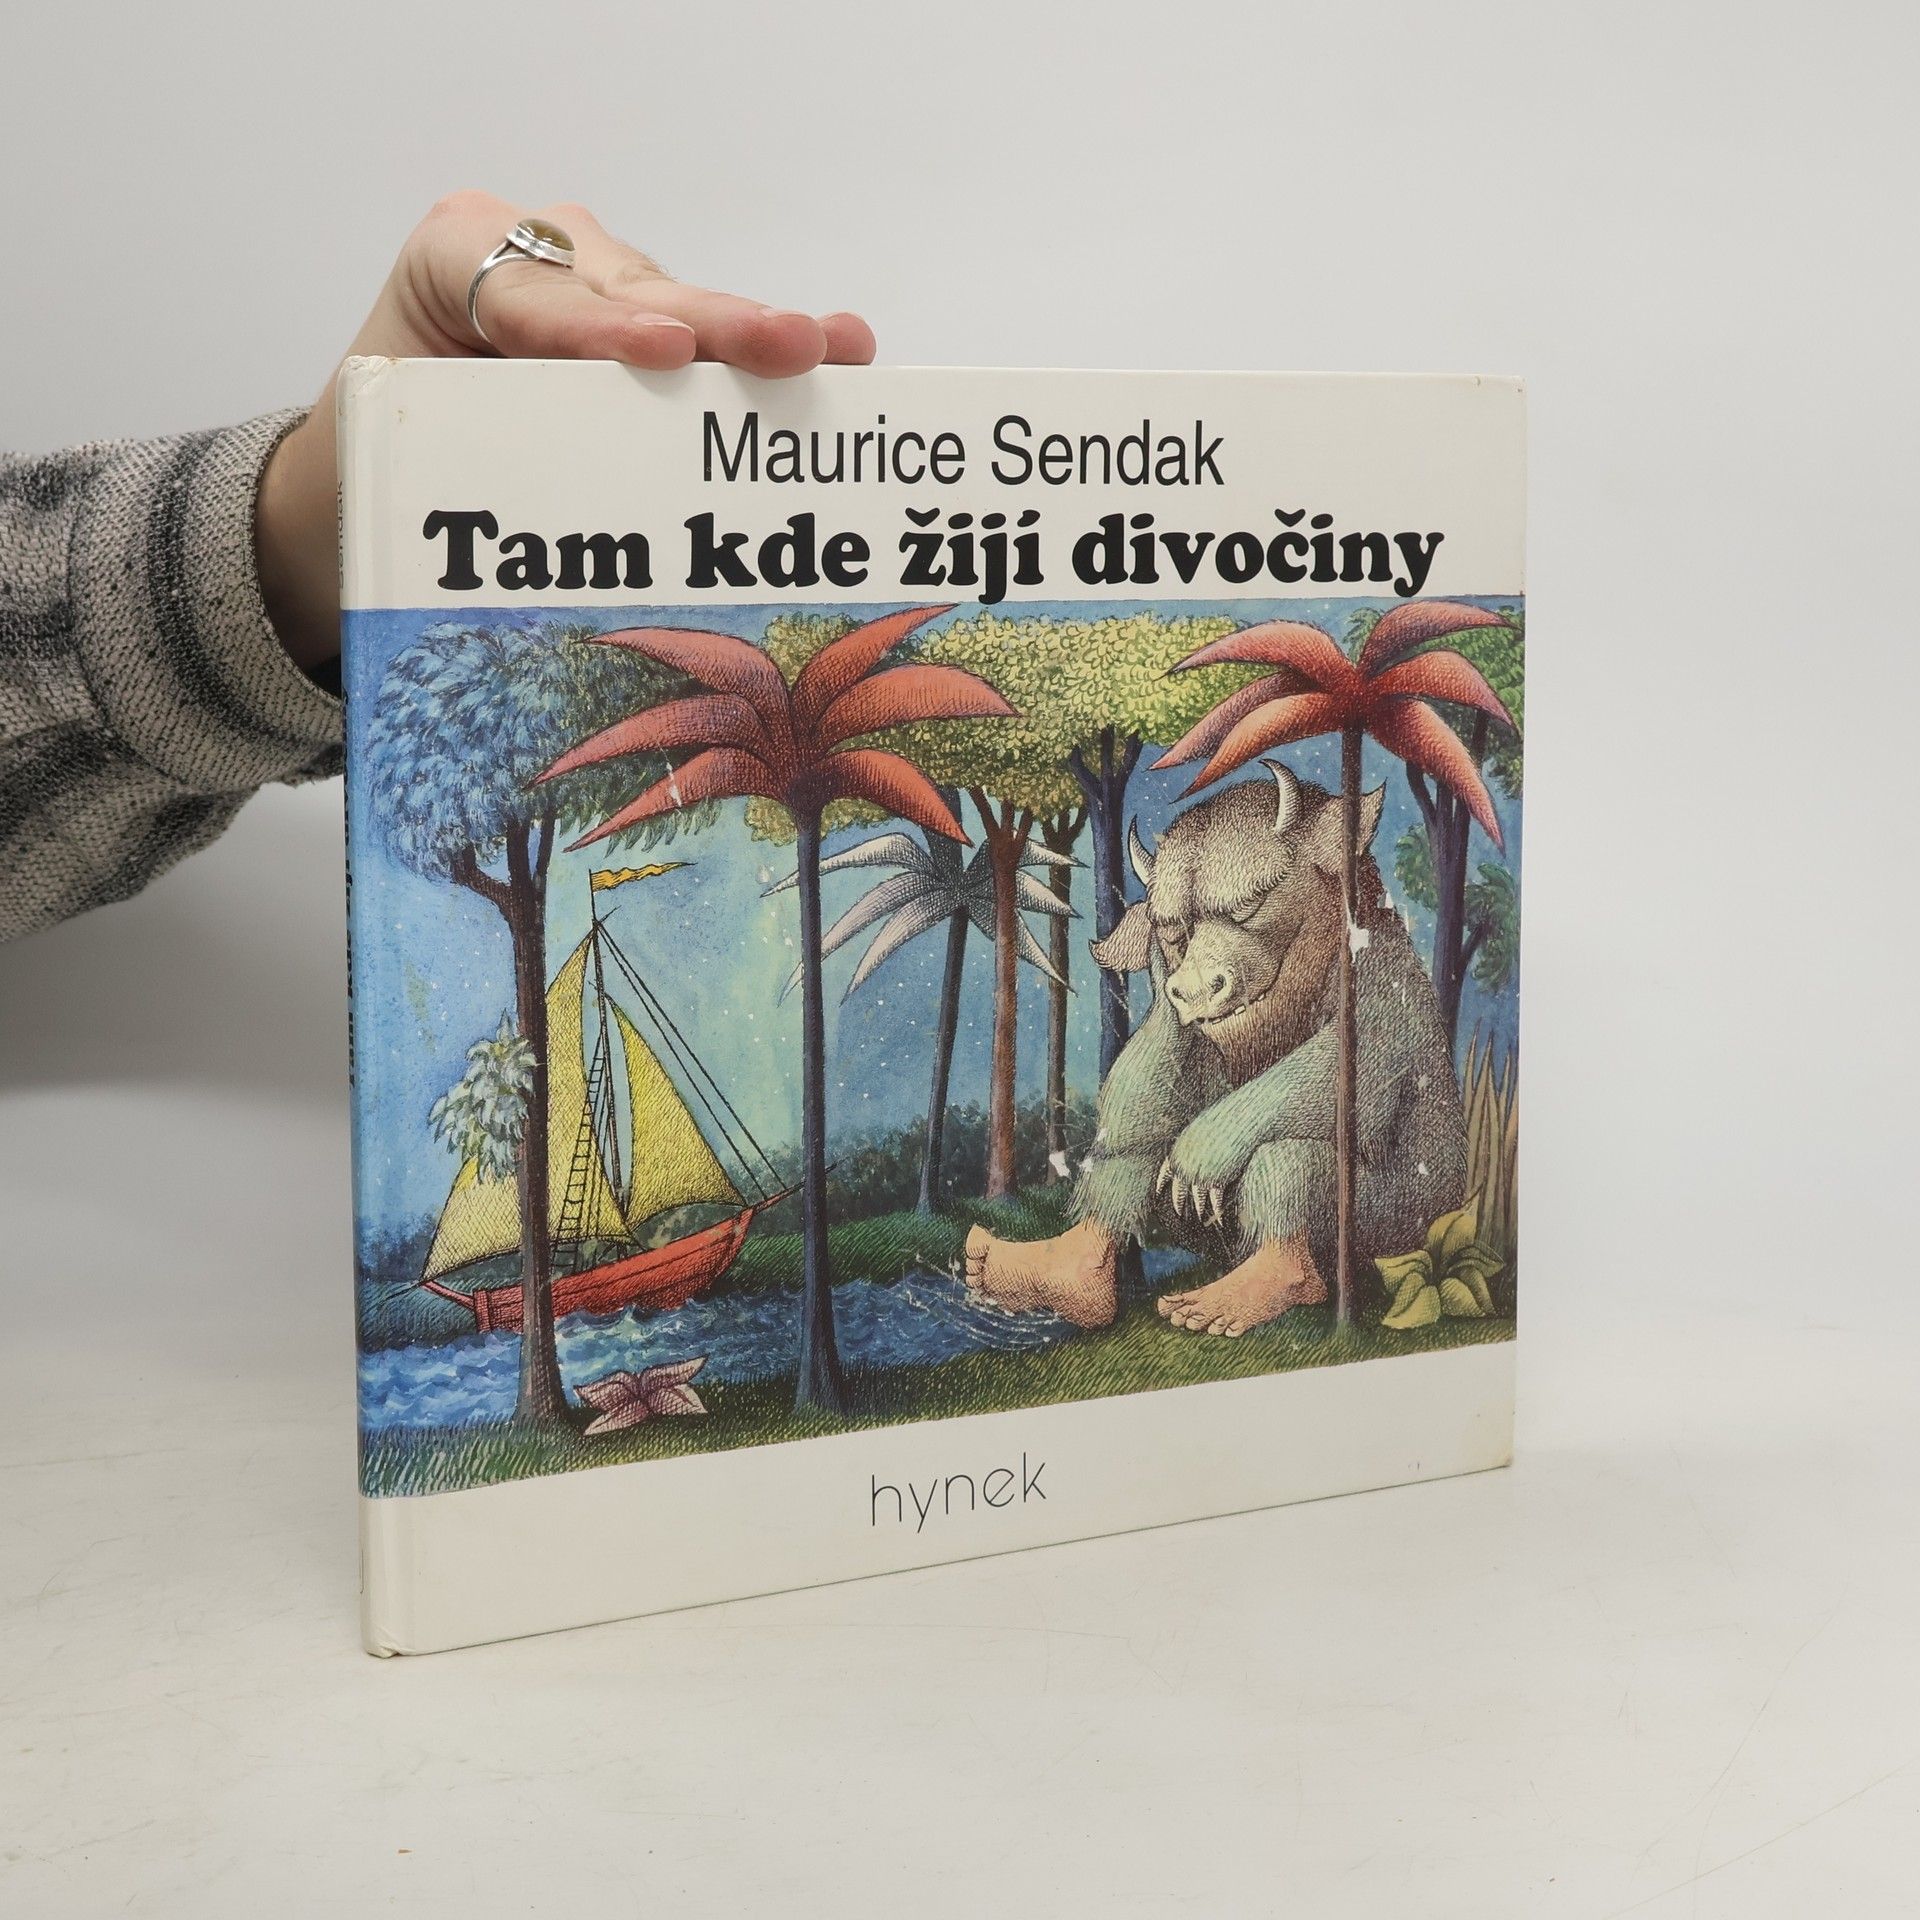 Maurice Sendak
Tam kde žijí divočiny
hynek